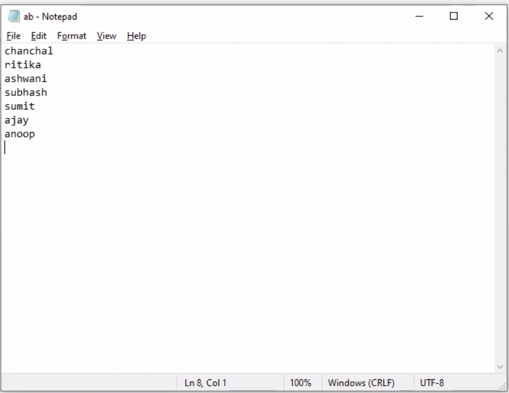 ab - Notepad
File Edit Format View Help
chanchal
ritika
ashwani
subhash
sumit
ajay
anoop
Ln 8, Col 1 100% Windows (CRLF) UTF-8